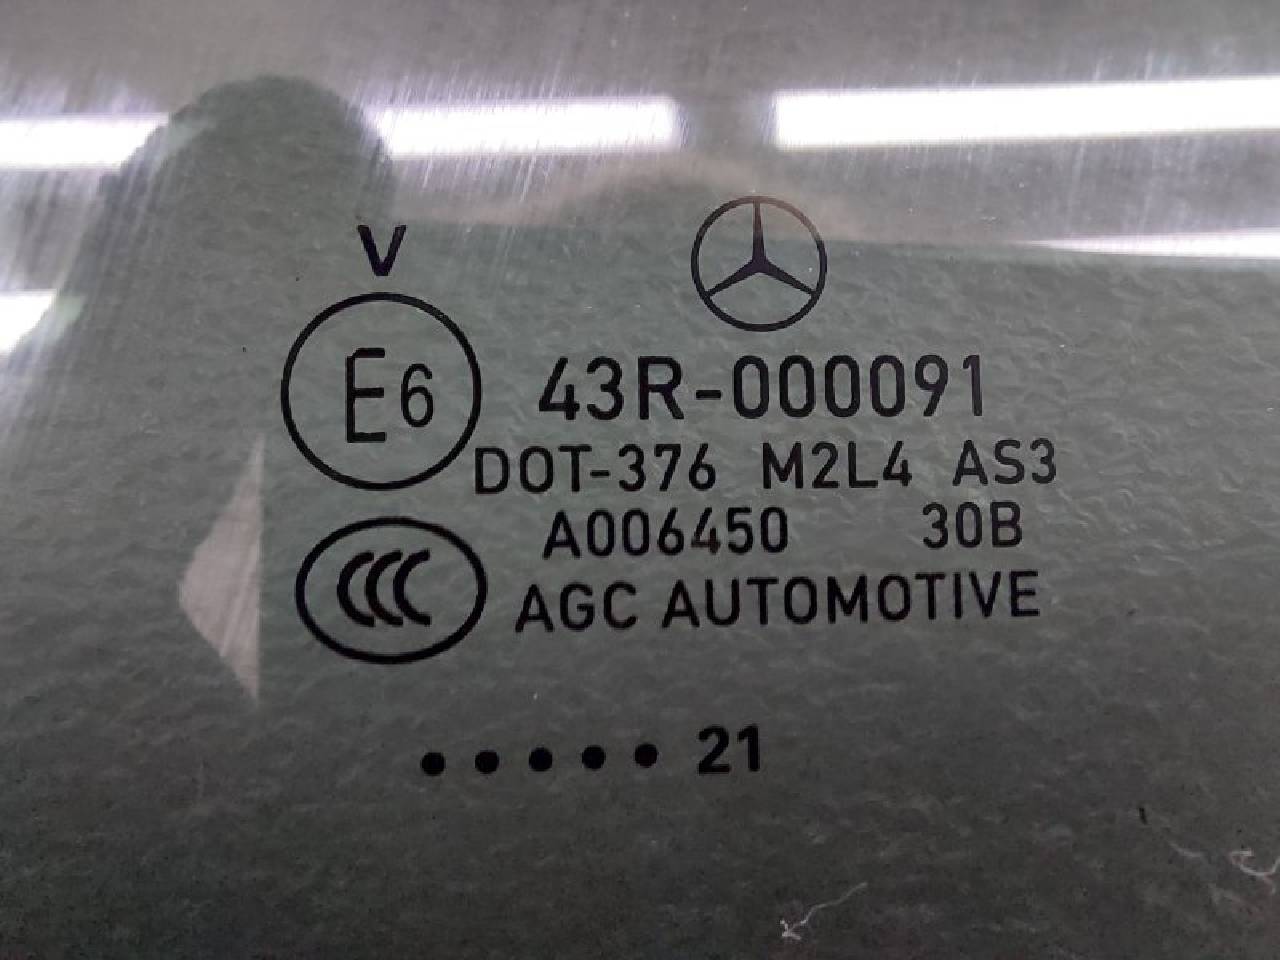 V
E6
43R-000091
DOT-376 M2L4 AS3
A006450 30B
CCC
AGC AUTOMOTIVE
••••• 21